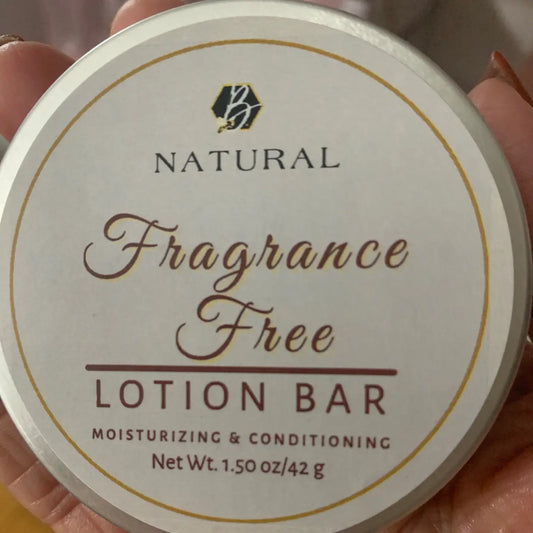 B
NATURAL
Fragrance
Free
LOTION BAR
MOISTURIZING & CONDITIONING
Net Wt. 1.50 oz/42 g